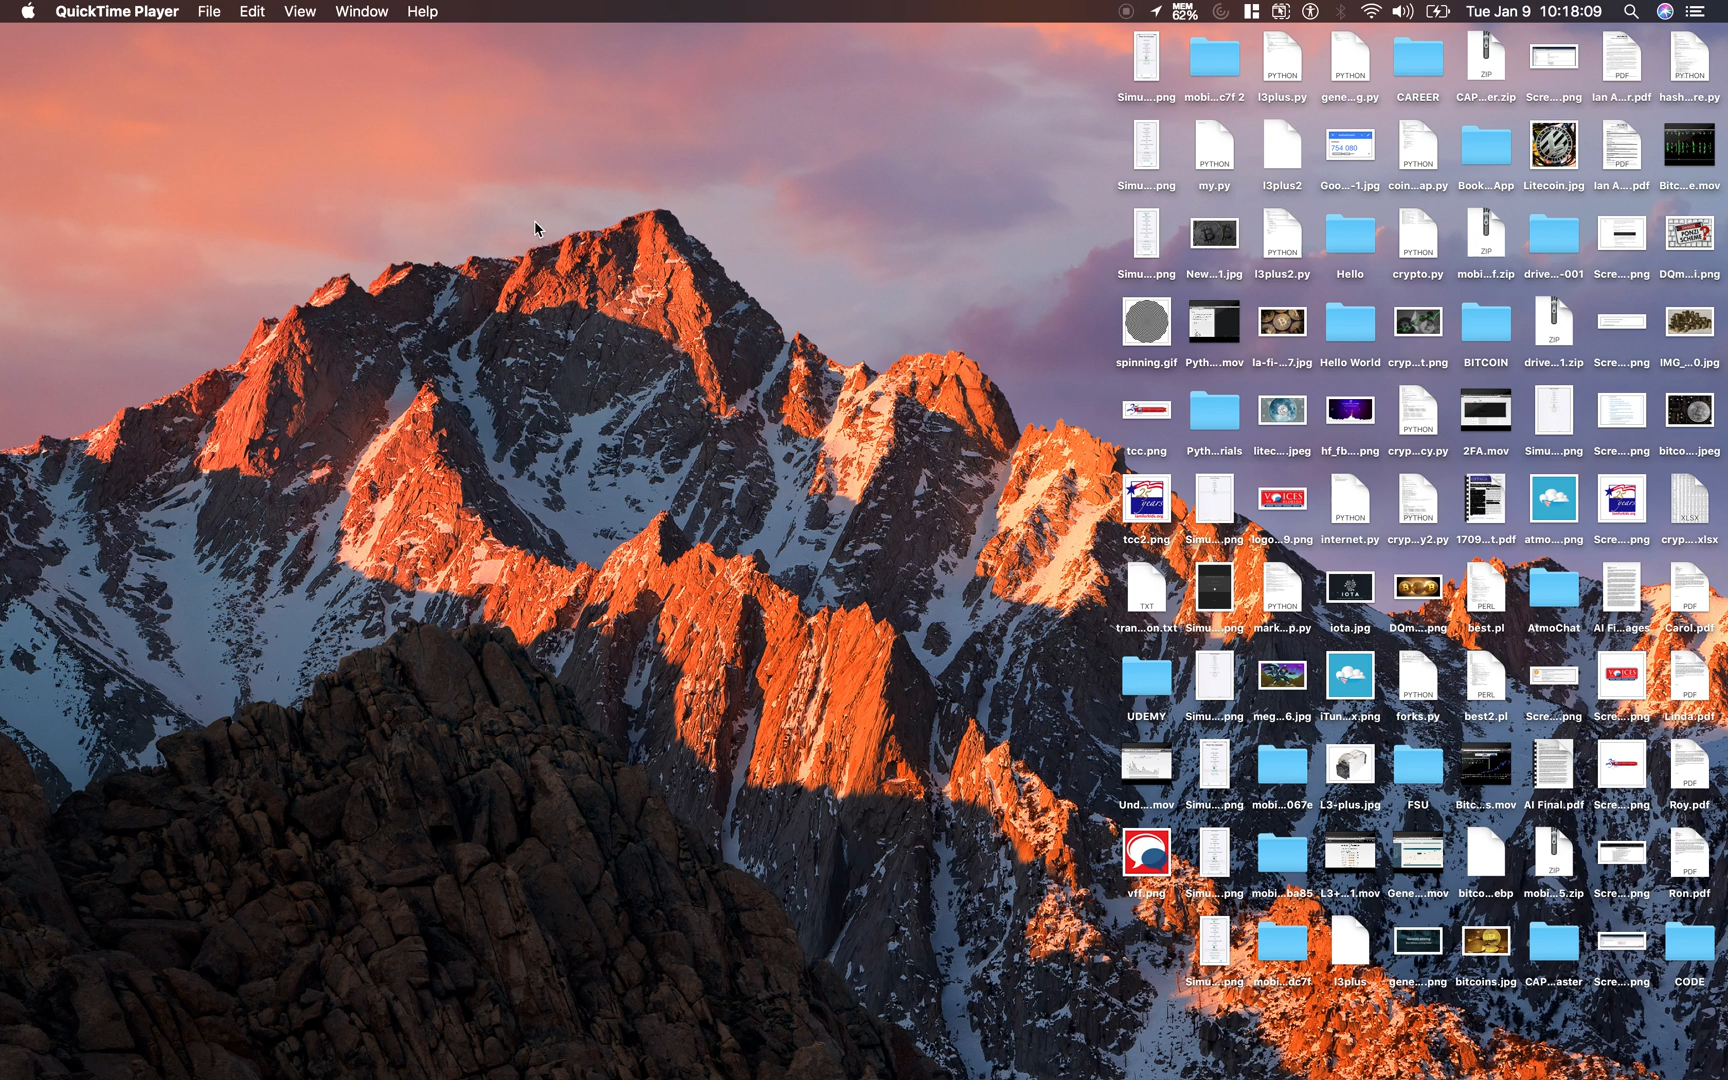 QuickTime Player File Edit View Window Help MEM 62% Tue Jan 9 10:18:09
Simu....png mobi...c7f 2 l3plus.py gene...g.py CAREER CAP...er.zip Scre....png Ian A...r.pdf hash...re.py
Simu....png my.py l3plus2 Goo...-1.jpg coin...ap.py Book...App Litecoin.jpg Ian A....pdf Bitc...e.mov
Simu....png New...1.jpg l3plus2.py Hello crypto.py mobi...f.zip drive...-001 Scre....png DQm...i.png
spinning.gif Pyth....mov la-fi-...7.jpg Hello World cryp...t.png BITCOIN drive...1.zip Scre....png IMG_...0.jpg
tcc.png Pyth...rials litec...jpeg hf_fb....png cryp...cy.py 2FA.mov Simu....png Scre....png bitco...jpeg
tcc2.png Simu....png logo...9.png internet.py cryp...y2.py 1709...t.pdf atmo....png Scre....png cryp....xlsx
tran...on.txt Simu....png mark...p.py iota.jpg DQm....png best.pl AtmoChat AI Fi...ages Carol.pdf
UDEMY Simu....png meg...6.jpg iTun...x.png forks.py best2.pl Scre....png Scre....png Linda.pdf
Und....mov Simu....png mobi...067e L3-plus.jpg FSU Bitc...s.mov AI Final.pdf Scre....png Roy.pdf
vff.png Simu....png mobi...ba85 L3+...1.mov Gene....mov bitco...ebp mobi...5.zip Scre....png Ron.pdf
Simu....png mobi...dc7f l3plus gene....png bitcoins.jpg CAP...aster Scre....png CODE